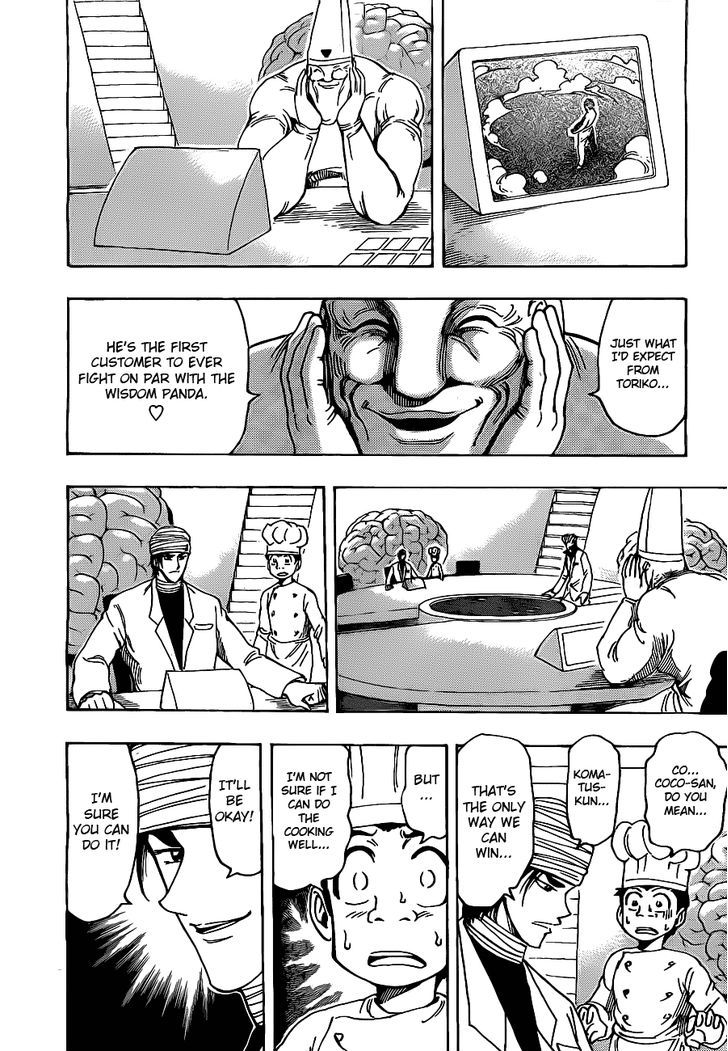 JUST WHAT
I'D EXPECT
FROM
TORIKO...
HE'S THE FIRST
CUSTOMER TO EVER
FIGHT ON PAR WITH THE
WISDOM PANDA.
♡
CO...
COCO-SAN,
DO YOU
MEAN...
KOMA-
TUS-
KUN...
THAT'S
THE ONLY
WAY WE
CAN
WIN...
BUT
...
I'M NOT
SURE IF I
CAN DO
THE
COOKING
WELL...
IT'LL
BE
OKAY!
I'M
SURE
YOU CAN
DO IT!